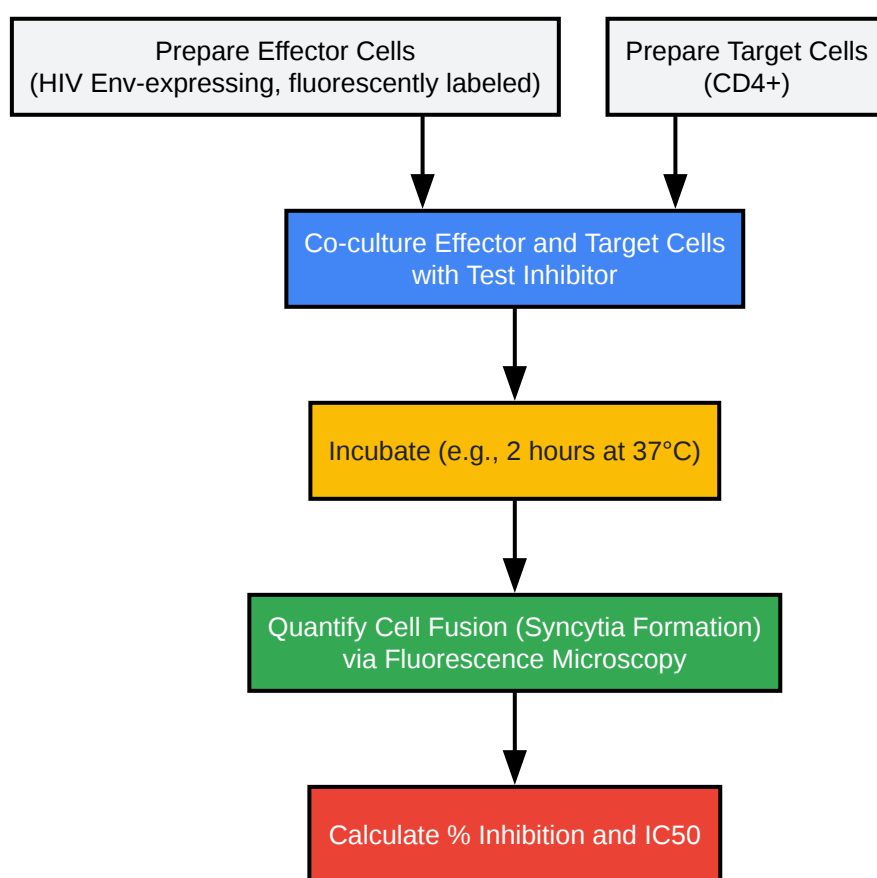 Prepare Effector Cells
(HIV Env-expressing, fluorescently labeled)
Prepare Target Cells
(CD4+)
Co-culture Effector and Target Cells
with Test Inhibitor
Incubate (e.g., 2 hours at 37°C)
Quantify Cell Fusion (Syncytia Formation)
via Fluorescence Microscopy
Calculate % Inhibition and IC50